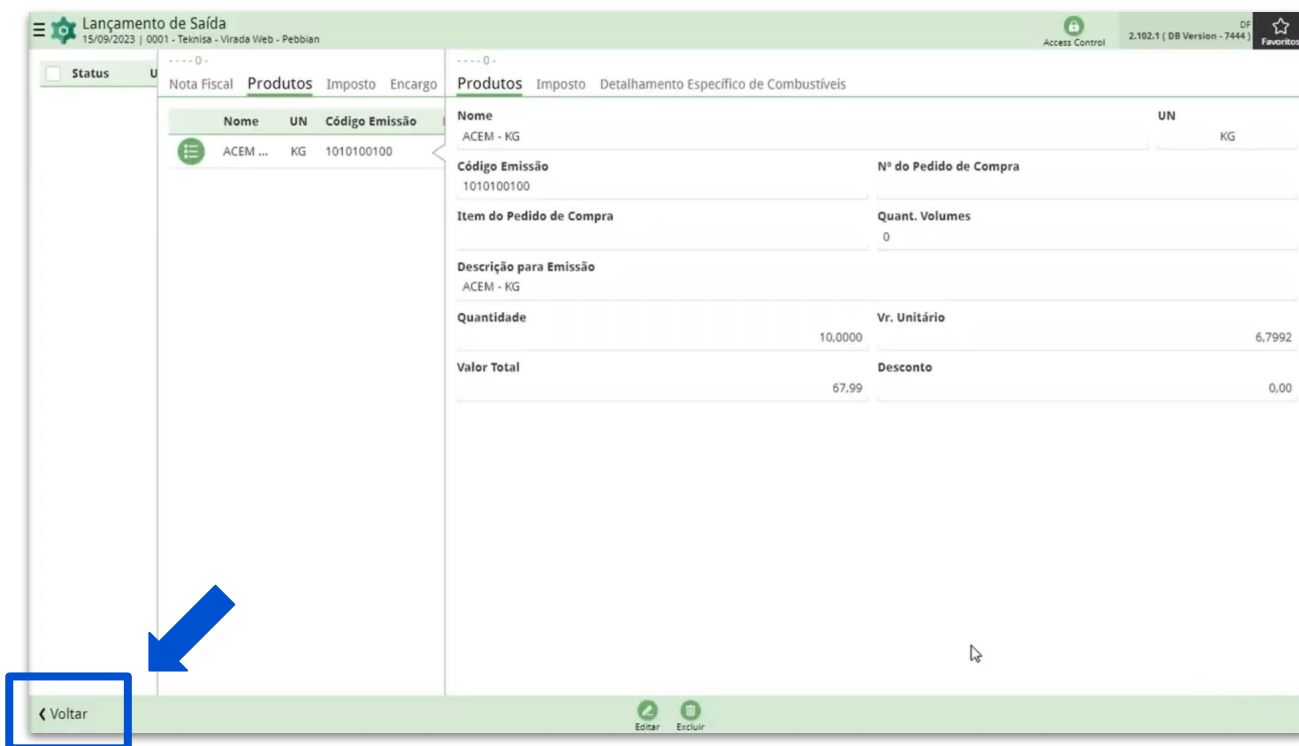 Lançamento de Saída
15/09/2023 | 0001 - Teknisa - Virada Web - Pebbian
Access Control
DF
2.102.1 ( DB Version - 7444 )
Favoritos
Status U
- - - - 0 -
Nota Fiscal Produtos Imposto Encargo
Nome UN Código Emissão
ACEM ... KG 1010100100
- - - - 0 -
Produtos Imposto Detalhamento Específico de Combustíveis
Nome UN
ACEM - KG KG
Código Emissão Nº do Pedido de Compra
1010100100
Item do Pedido de Compra Quant. Volumes
0
Descrição para Emissão
ACEM - KG
Quantidade Vr. Unitário
10,0000 6,7992
Valor Total Desconto
67,99 0,00
Voltar
Editar Excluir